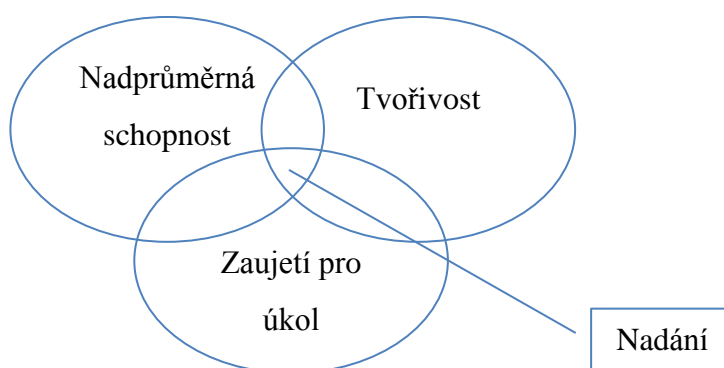 Nadprůměrná
schopnost
Tvořivost
Zaujetí pro
úkol
Nadání